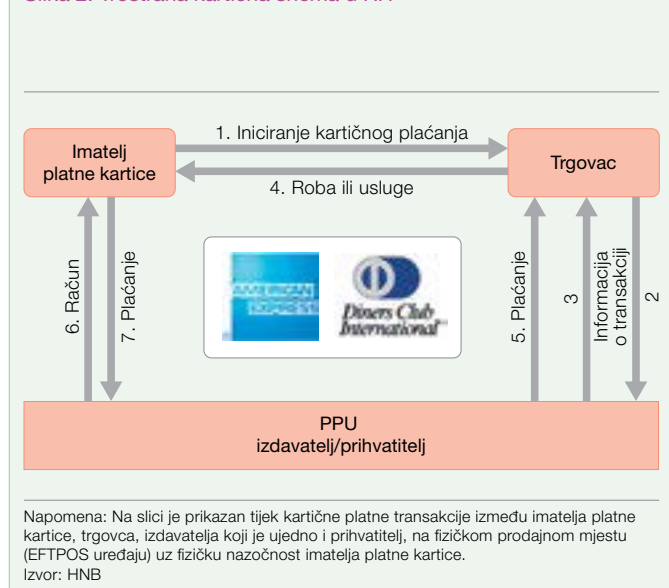 1. Iniciranje kartičnog plaćanja
Imatelj
platne kartice
Trgovac
4. Roba ili usluge
6. Račun
7. Plaćanje
AMERICAN
EXPRESS
Diners Club
International
5. Plaćanje
3
Informacija
o transakciji
2
PPU
izdavatelj/prihvatitelj
Napomena: Na slici je prikazan tijek kartične platne transakcije između imatelja platne
kartice, trgovca, izdavatelja koji je ujedno i prihvatitelj, na fizičkom prodajnom mjestu
(EFTPOS uređaju) uz fizičku nazočnost imatelja platne kartice.
Izvor: HNB